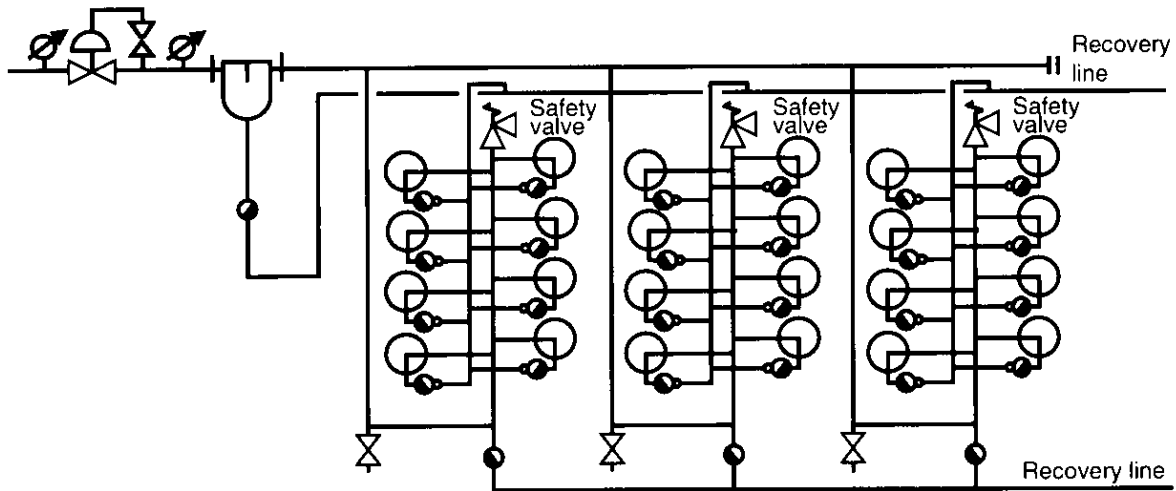 Recovery
line
Safety
valve
Safety
valve
Safety
valve
Recovery line